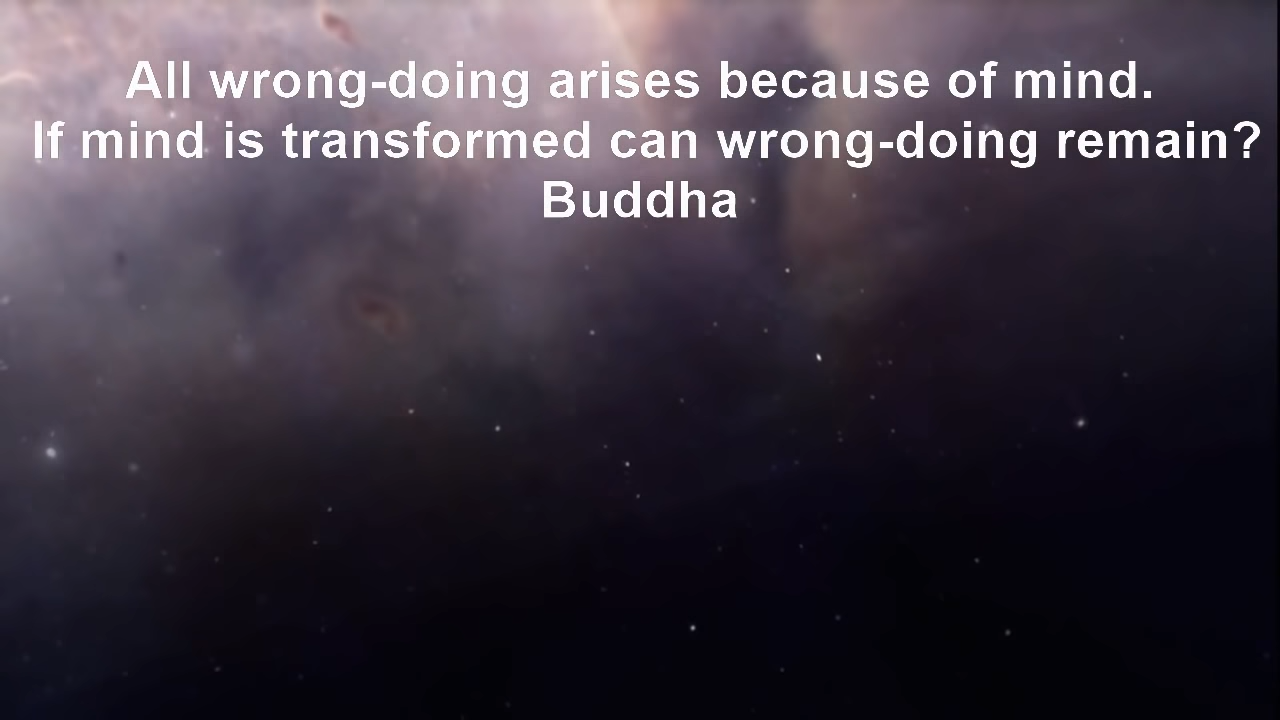 All wrong-doing arises because of mind.
If mind is transformed can wrong-doing remain?
Buddha